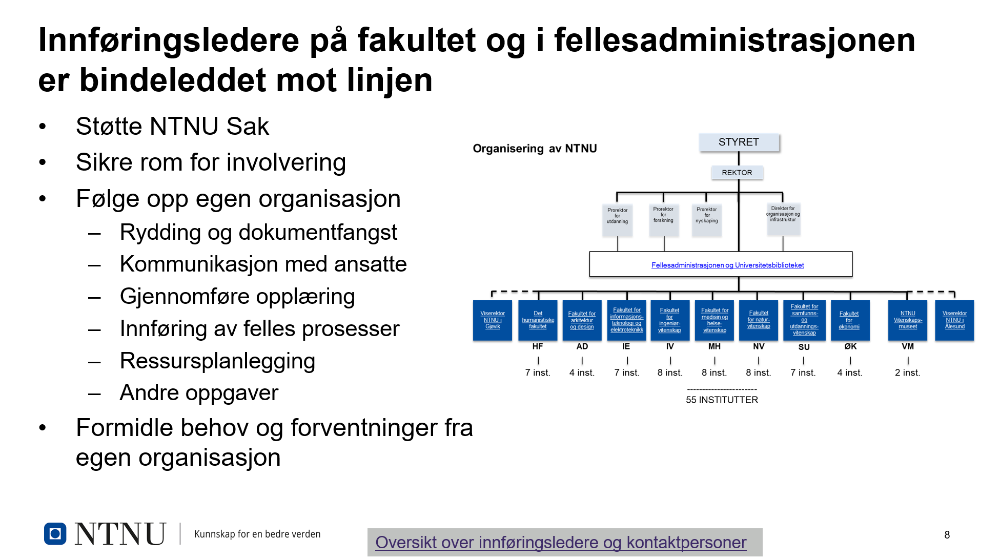 Innføringsledere på fakultet og i fellesadministrasjonen
er bindeleddet mot linjen
• Støtte NTNU Sak
• Sikre rom for involvering
• Følge opp egen organisasjon
– Rydding og dokumentfangst
– Kommunikasjon med ansatte
– Gjennomføre opplæring
– Innføring av felles prosesser
– Ressursplanlegging
– Andre oppgaver
• Formidle behov og forventninger fra
egen organisasjon
Organisering av NTNU
STYRET
REKTOR
Prorektor
for
utdanning
Prorektor
for
forskning
Prorektor
for
nyskaping
Direktør for
organisasjon og
infrastruktur
Fellesadministrasjonen og Universitetsbiblioteket
Viserektor
NTNU i
Gjøvik
Det
humanistiske
fakultet
Fakultet for
arkitektur
og design
Fakultet for
informasjons-
teknologi og
elektroteknikk
Fakultet
for
ingeniør-
vitenskap
Fakultet for
medisin og
helse-
vitenskap
Fakultet
for natur-
vitenskap
Fakultet for
samfunns-
og
utdannings-
vitenskap
Fakultet
for
økonomi
NTNU
Vitenskaps-
museet
Viserektor
NTNU i
Ålesund
HF AD IE IV MH NV SU ØK VM
7 inst. 4 inst. 7 inst. 8 inst. 8 inst. 8 inst. 7 inst. 4 inst. 2 inst.
-----------------------
55 INSTITUTTER
NTNU
Kunnskap for en bedre verden
Oversikt over innføringsledere og kontaktpersoner
8